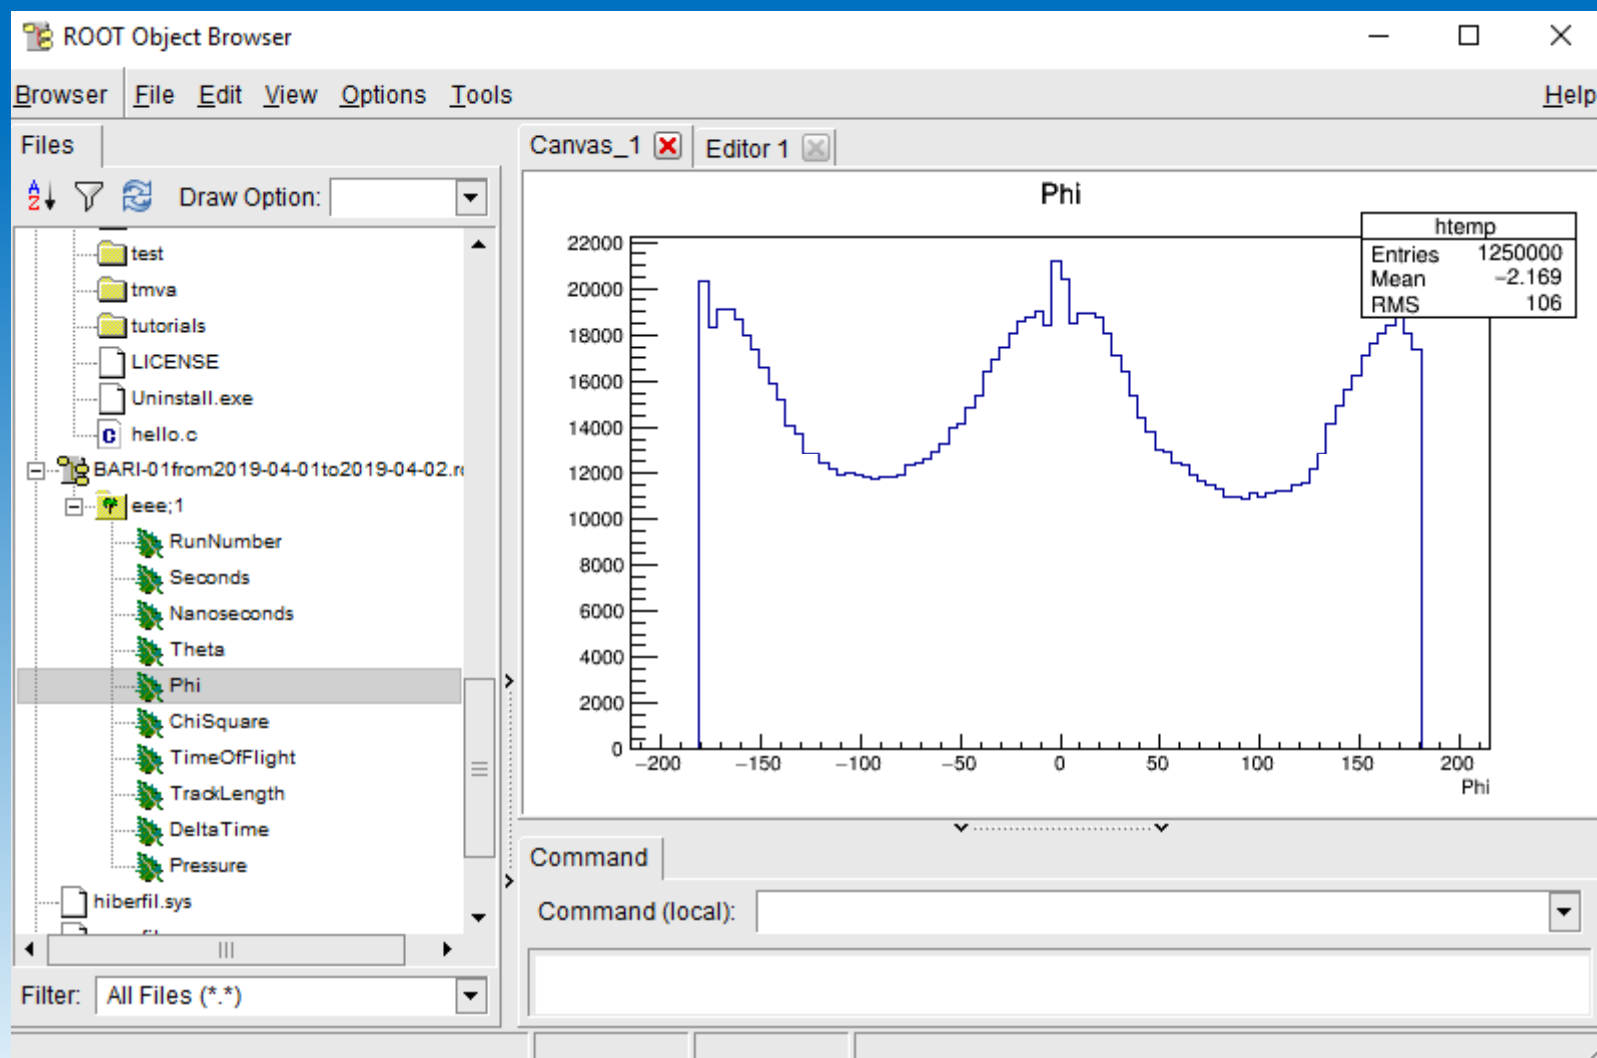 ROOT Object Browser
Browser File Edit View Options Tools Help
Files
Draw Option:
test
tmva
tutorials
LICENSE
Uninstall.exe
hello.c
BARI-01from2019-04-01to2019-04-02.r
eee;1
RunNumber
Seconds
Nanoseconds
Theta
Phi
ChiSquare
TimeOfFlight
TrackLength
DeltaTime
Pressure
hiberfil.sys
Filter: All Files (*.*)
Canvas_1 Editor 1
Phi
htemp
Entries 1250000
Mean −2.169
RMS 106
22000
20000
18000
16000
14000
12000
10000
8000
6000
4000
2000
0
−200 −150 −100 −50 0 50 100 150 200
Phi
Command
Command (local):